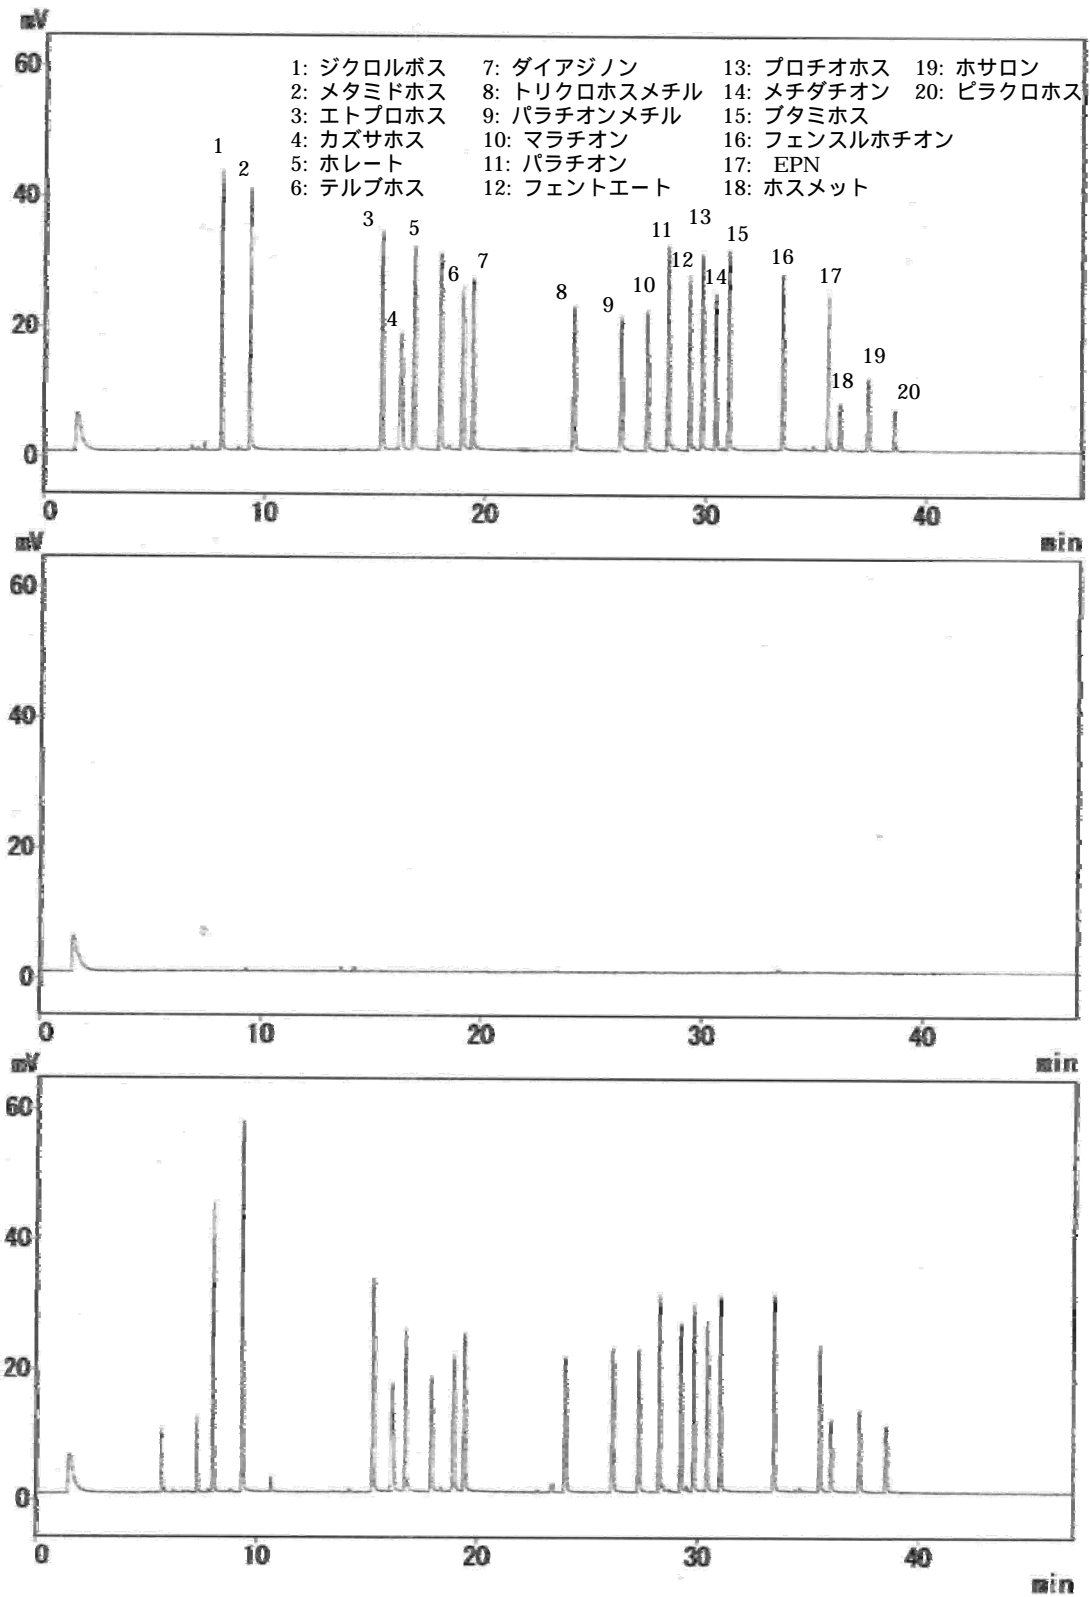 mV
60
1: ジクロルボス 7: ダイアジノン 13: プロチオホス 19: ホサロン
2: メタミドホス 8: トリクロホスメチル 14: メチダチオン 20: ピラクロホス
3: エトプロホス 9: パラチオンメチル 15: ブタミホス
4: カズサホス 10: マラチオン 16: フェンスルホチオン
5: ホレート 11: パラチオン 17: EPN
6: テルブホス 12: フェントエート 18: ホスメット
1
2
40
3 5 11 13 15
6 7 8 9 10 12 14 16 17
20
4 18 19 20
0
0 10 20 30 40
min
mV
60
40
20
0
0 10 20 30 40
min
mV
60
40
20
0
0 10 20 30 40
min